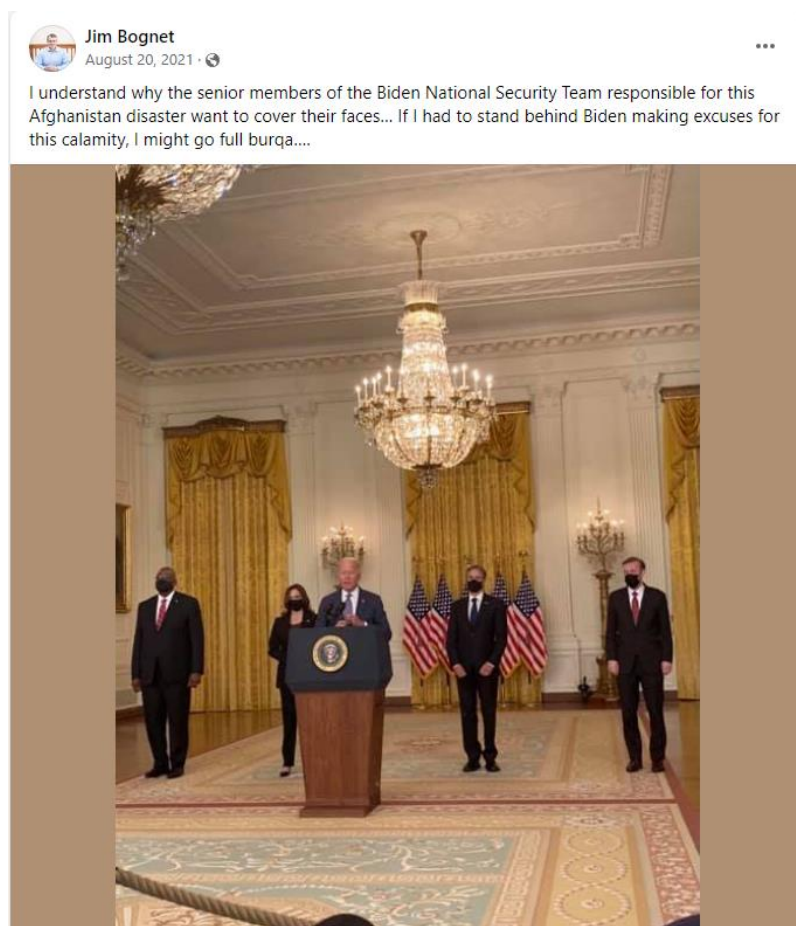 Jim Bognet
August 20, 2021 ·
I understand why the senior members of the Biden National Security Team responsible for this
Afghanistan disaster want to cover their faces... If I had to stand behind Biden making excuses for
this calamity, I might go full burqa....